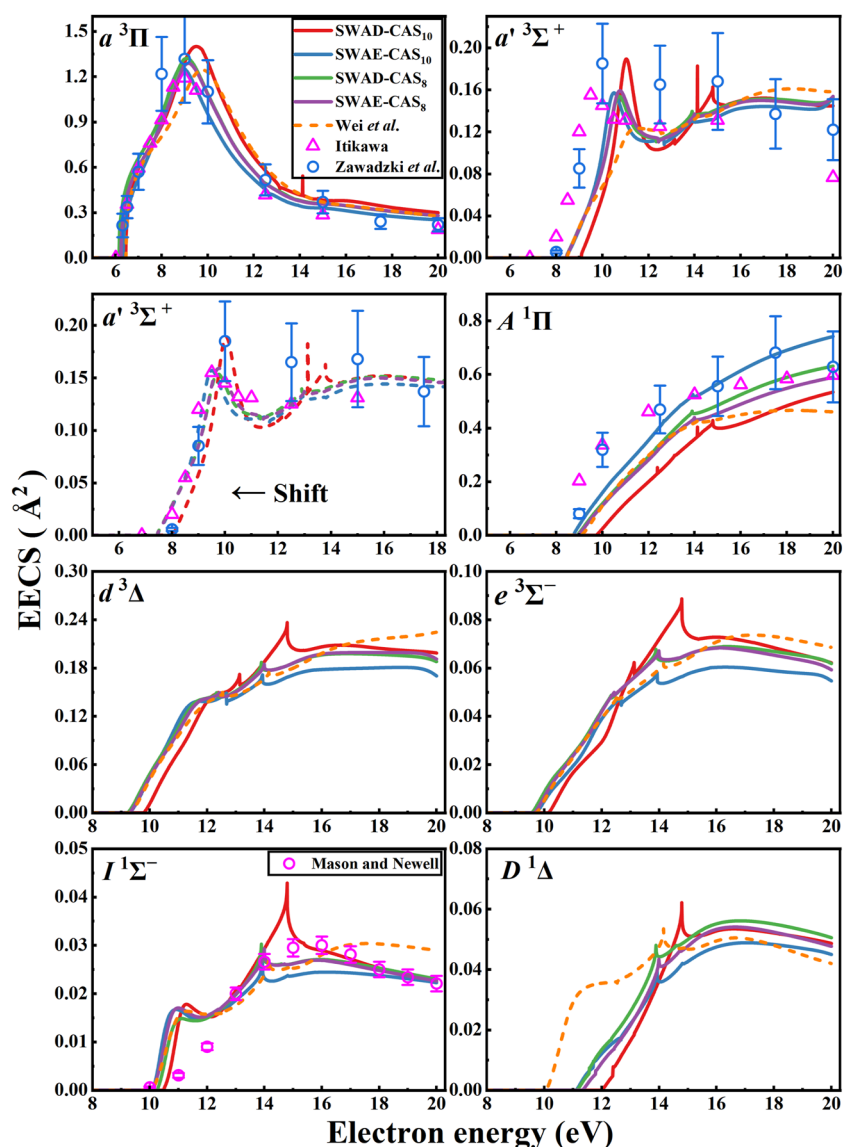 a ³Π
SWAD-CAS₁₀
SWAE-CAS₁₀
SWAD-CAS₈
SWAE-CAS₈
Wei et al.
Itikawa
Zawadzki et al.
1.5
1.2
0.9
0.6
0.3
0.0
6 8 10 12 14 16 18 20
a' ³Σ⁺
0.20
0.16
0.12
0.08
0.04
0.00
6 8 10 12 14 16 18 20
a' ³Σ⁺
← Shift
0.20
0.15
0.10
0.05
0.00
6 8 10 12 14 16 18
A ¹Π
0.8
0.6
0.4
0.2
0.0
6 8 10 12 14 16 18 20
EECS ( Å²)
d ³Δ
0.30
0.24
0.18
0.12
0.06
0.00
8 10 12 14 16 18 20
e ³Σ⁻
0.10
0.08
0.06
0.04
0.02
0.00
8 10 12 14 16 18 20
I ¹Σ⁻
Mason and Newell
0.05
0.04
0.03
0.02
0.01
0.00
8 10 12 14 16 18 20
D ¹Δ
0.08
0.06
0.04
0.02
0.00
8 10 12 14 16 18 20
Electron energy (eV)